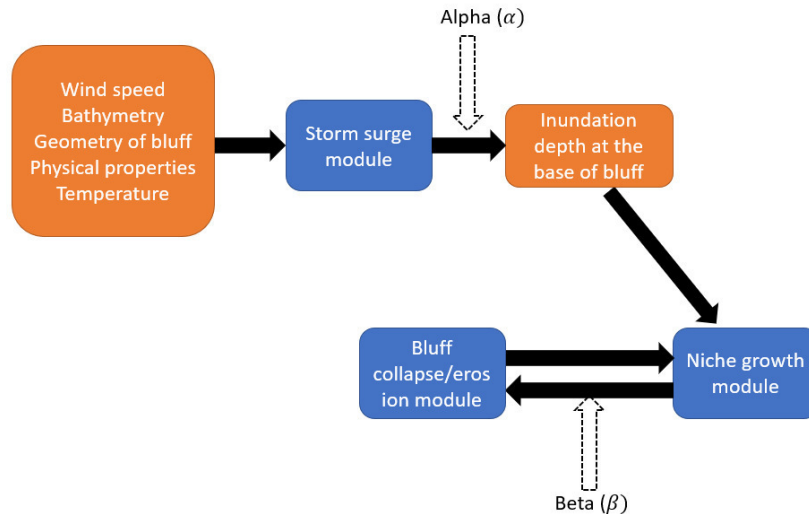 Alpha (α)
Wind speed
Bathymetry
Geometry of bluff
Physical properties
Temperature
Storm surge
module
Inundation
depth at the
base of bluff
Bluff
collapse/eros
ion module
Niche growth
module
Beta (β)